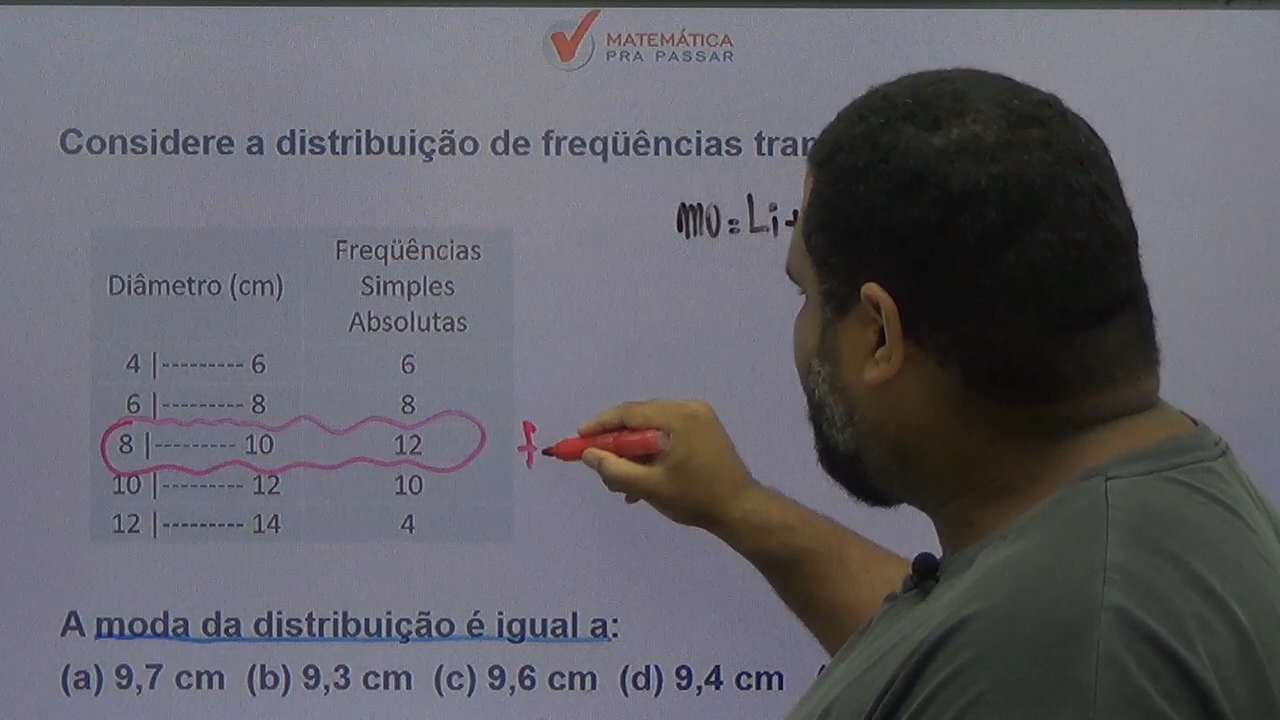 MATEMÁTICA
PRA PASSAR
Considere a distribuição de freqüências
mo = Li +
Diâmetro (cm) Freqüências Simples Absolutas
4 |--------- 6 6
6 |--------- 8 8
8 |--------- 10 12
10 |--------- 12 10
12 |--------- 14 4
f
A moda da distribuição é igual a:
(a) 9,7 cm (b) 9,3 cm (c) 9,6 cm (d) 9,4 cm